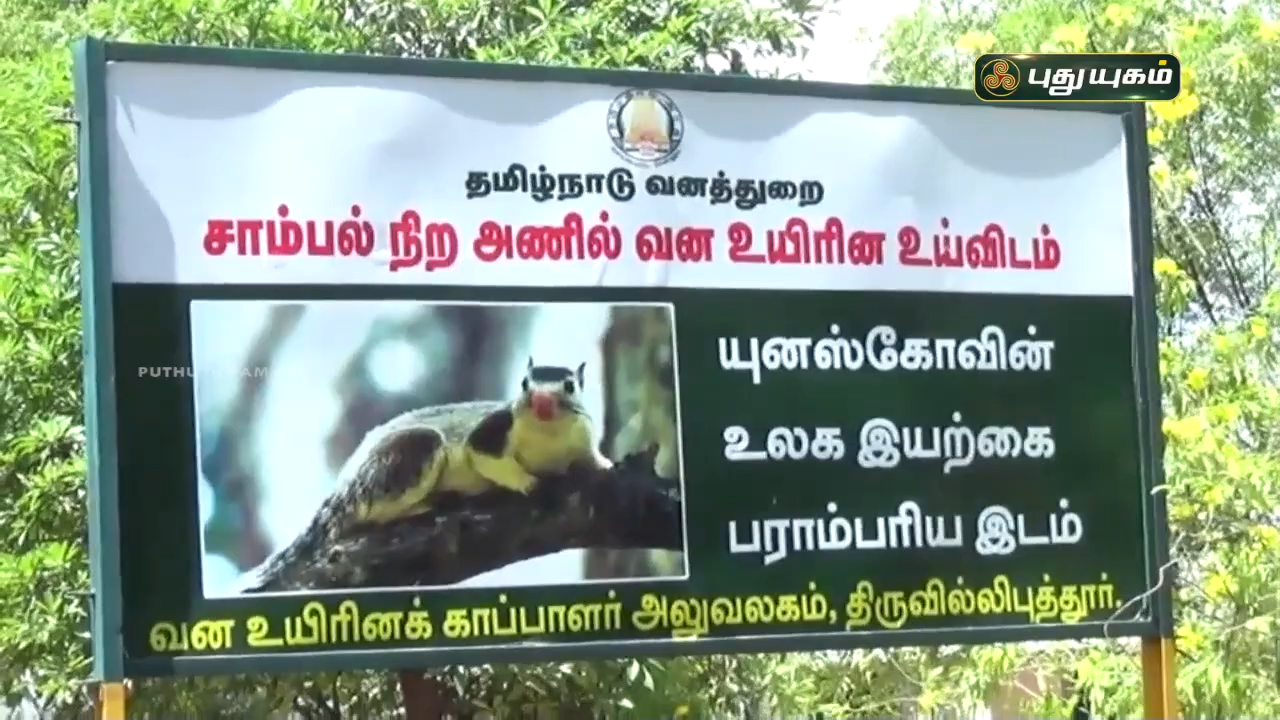 புதுயுகம்
தமிழ்நாடு வனத்துறை
சாம்பல் நிற அணில் வன உயிரின உய்விடம்
யுனஸ்கோவின்
உலக இயற்கை
பராம்பரிய இடம்
வன உயிரினக் காப்பாளர் அலுவலகம், திருவில்லிபுத்தூர்.